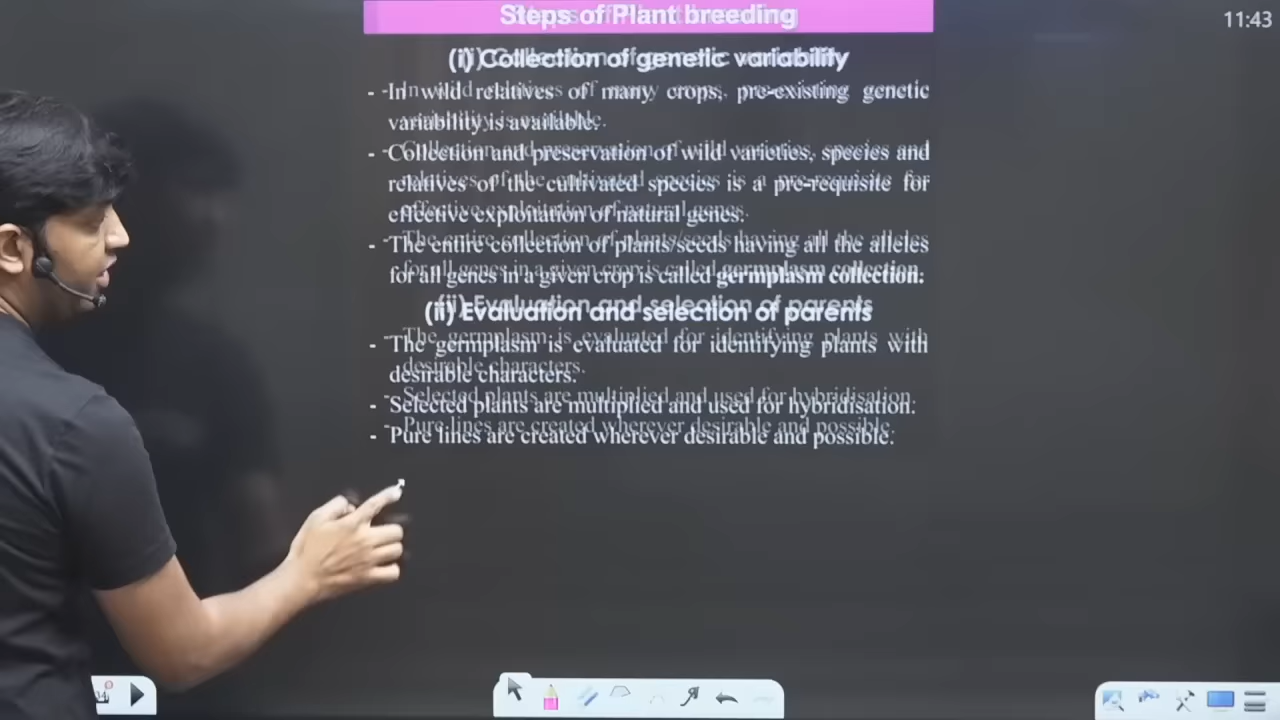 Steps of Plant breeding
11:43
(i) Collection of genetic variability
- In wild relatives of many crops, pre-existing genetic
variability is available.
- Collection and preservation of wild varieties, species and
relatives of the cultivated species is a pre-requisite for
effective exploitation of natural genes.
- The entire collection of plants/seeds having all the alleles
for all genes in a given crop is called germplasm collection.
(ii) Evaluation and selection of parents
- The germplasm is evaluated for identifying plants with
desirable characters.
- Selected plants are multiplied and used for hybridisation.
- Pure lines are created wherever desirable and possible.